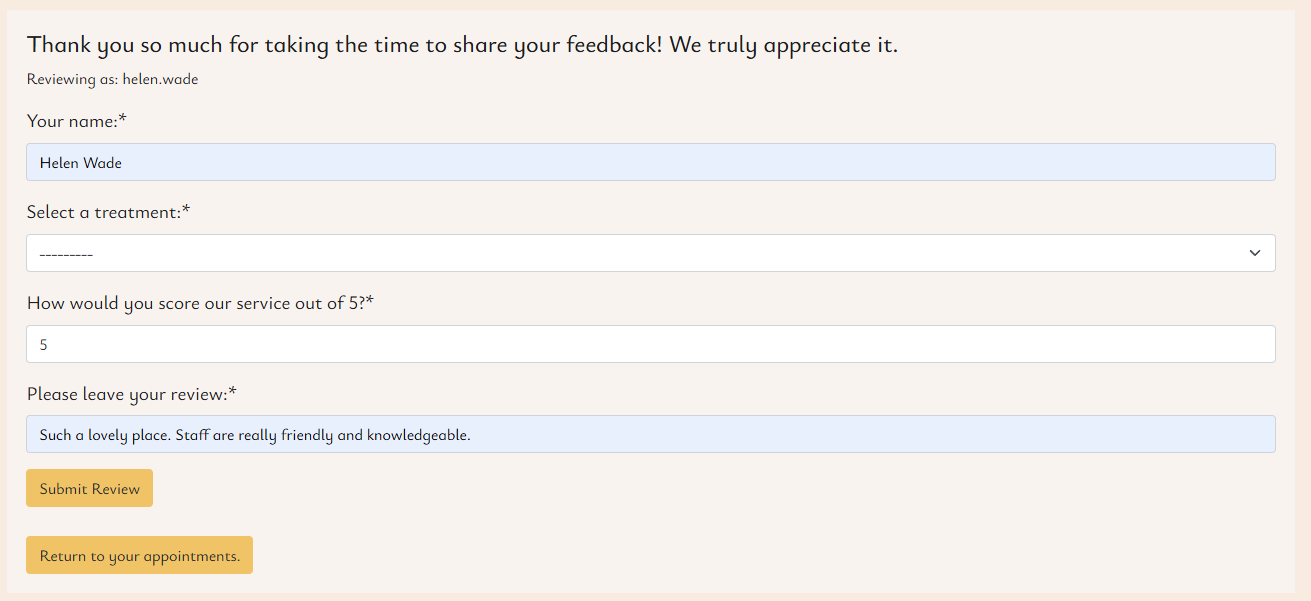 Thank you so much for taking the time to share your feedback! We truly appreciate it.
Reviewing as: helen.wade
Your name:*
Helen Wade
Select a treatment:*
---------
How would you score our service out of 5?*
5
Please leave your review:*
Such a lovely place. Staff are really friendly and knowledgeable.
Submit Review
Return to your appointments.